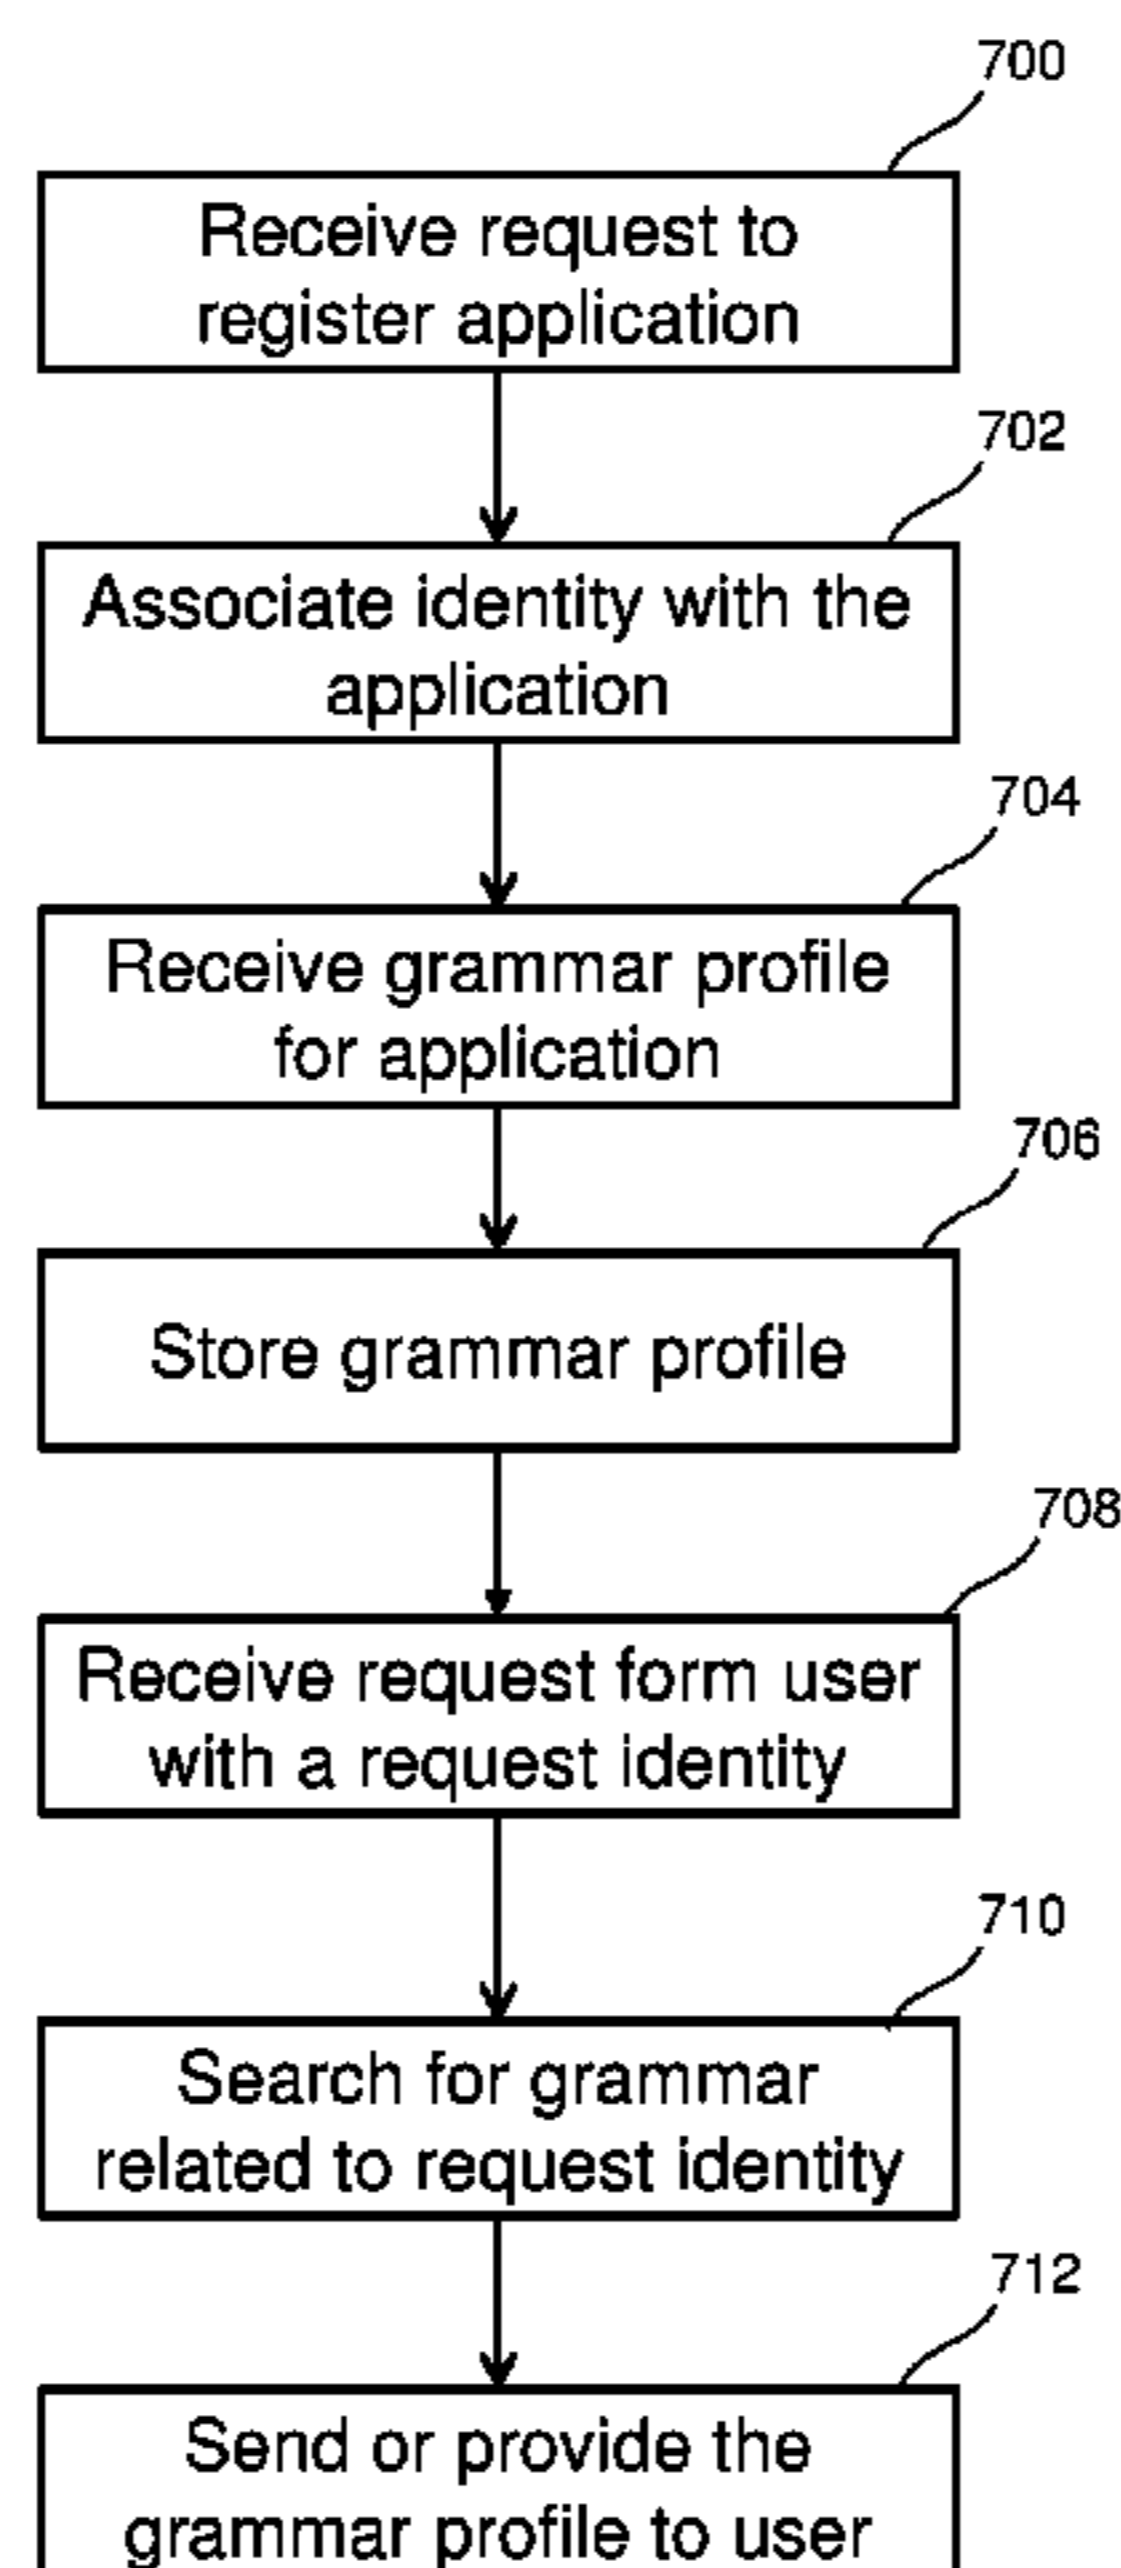 700
Receive request to
register application
702
Associate identity with the
application
704
Receive grammar profile
for application
706
Store grammar profile
708
Receive request form user
with a request identity
710
Search for grammar
related to request identity
712
Send or provide the
grammar profile to user